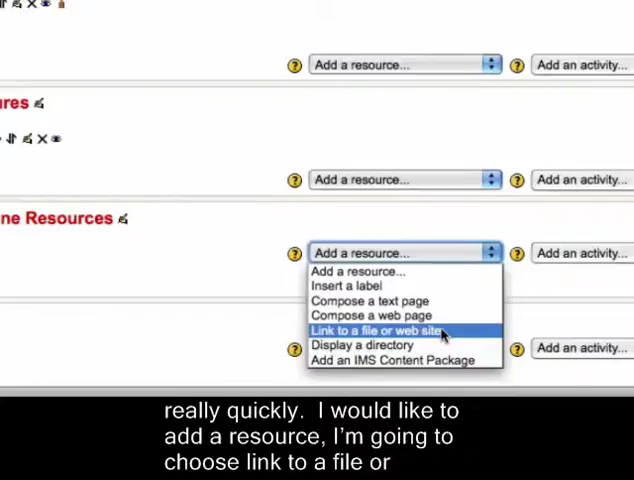 Add a resource...
Add an activity...
ures
Add a resource...
Add an activity...
ne Resources
Add a resource...
Add an activity...
Add a resource...
Insert a label
Compose a text page
Compose a web page
Link to a file or web site
Display a directory
Add an IMS Content Package
Add an activity...
really quickly. I would like to
add a resource, I'm going to
choose link to a file or